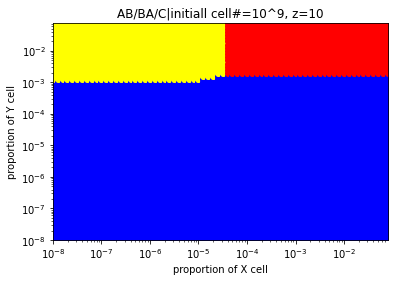 AB/BA/C|initiall cell#=10^9, z=10
proportion of Y cell
10⁻²
10⁻³
10⁻⁴
10⁻⁵
10⁻⁶
10⁻⁷
10⁻⁸
10⁻⁸ 10⁻⁷ 10⁻⁶ 10⁻⁵ 10⁻⁴ 10⁻³ 10⁻²
proportion of X cell